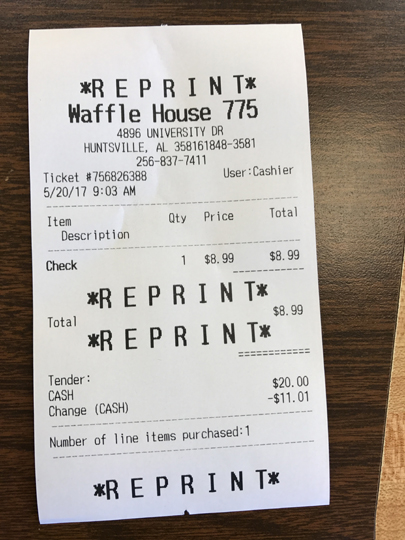 *REPRINT*
Waffle House 775
4896 UNIVERSITY DR
HUNTSVILLE, AL 358161848-3581
256-837-7411
Ticket #756826388 User:Cashier
5/20/17 9:03 AM
Item Qty Price Total
Description
Check 1 $8.99 $8.99
*REPRINT*
Total $8.99
*REPRINT*
Tender:
CASH $20.00
Change (CASH) -$11.01
Number of line items purchased:1
*REPRINT*